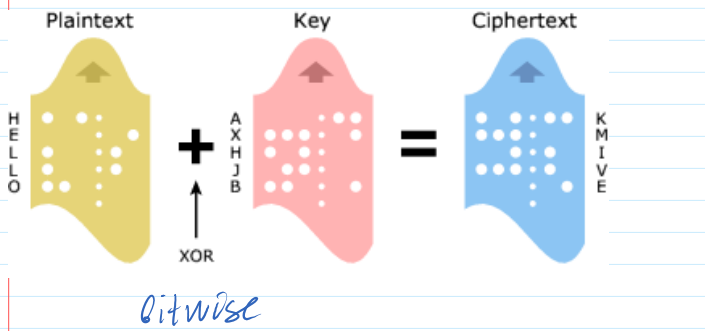 Plaintext Key Ciphertext
H A K
E X M
L + H = I
L J V
O B E
XOR
Bitwise